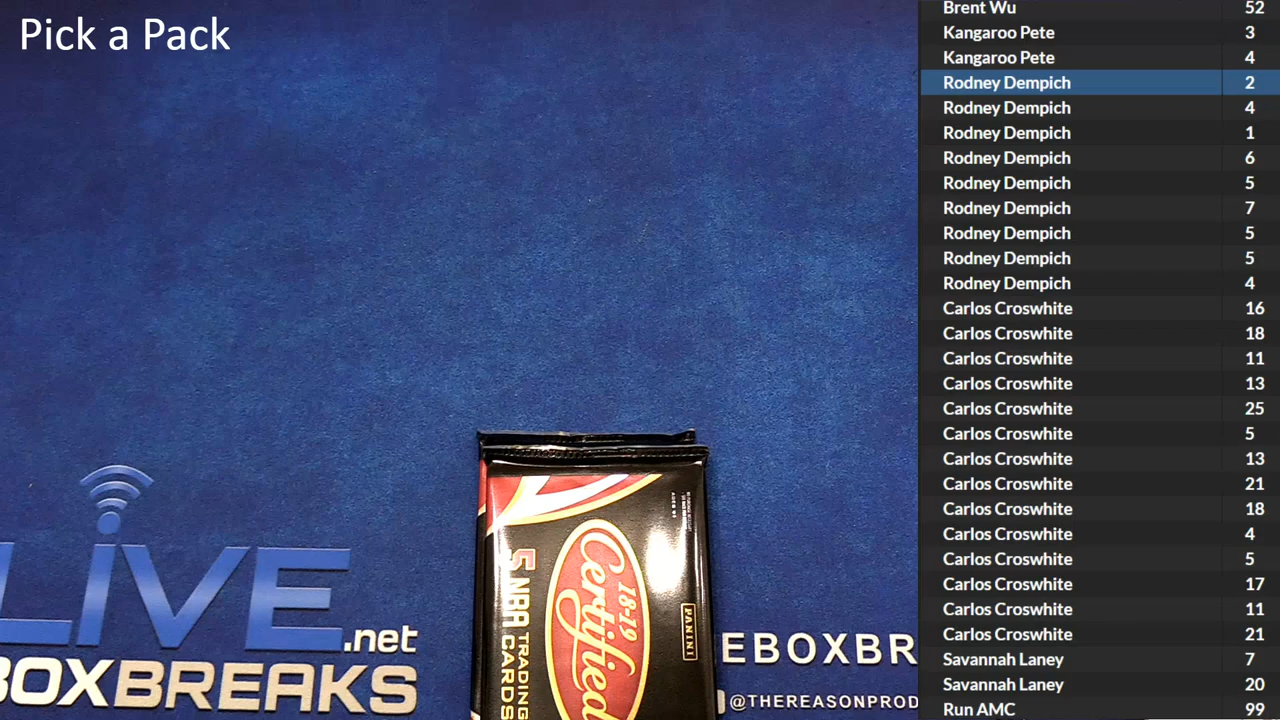 Pick a Pack
Brent Wu 52
Kangaroo Pete 3
Kangaroo Pete 4
Rodney Dempich 2
Rodney Dempich 4
Rodney Dempich 1
Rodney Dempich 6
Rodney Dempich 5
Rodney Dempich 7
Rodney Dempich 5
Rodney Dempich 5
Rodney Dempich 4
Carlos Croswhite 16
Carlos Croswhite 18
Carlos Croswhite 11
Carlos Croswhite 13
Carlos Croswhite 25
Carlos Croswhite 5
Carlos Croswhite 13
Carlos Croswhite 21
Carlos Croswhite 18
Carlos Croswhite 4
Carlos Croswhite 5
Carlos Croswhite 17
Carlos Croswhite 11
Carlos Croswhite 21
Savannah Laney 7
Savannah Laney 20
Run AMC 99
LiVE.net
BOXBREAKS
18-19
Certified
5 NBA TRADING
CARDS
PANINI
EBOXBR
@THEREASONPROD